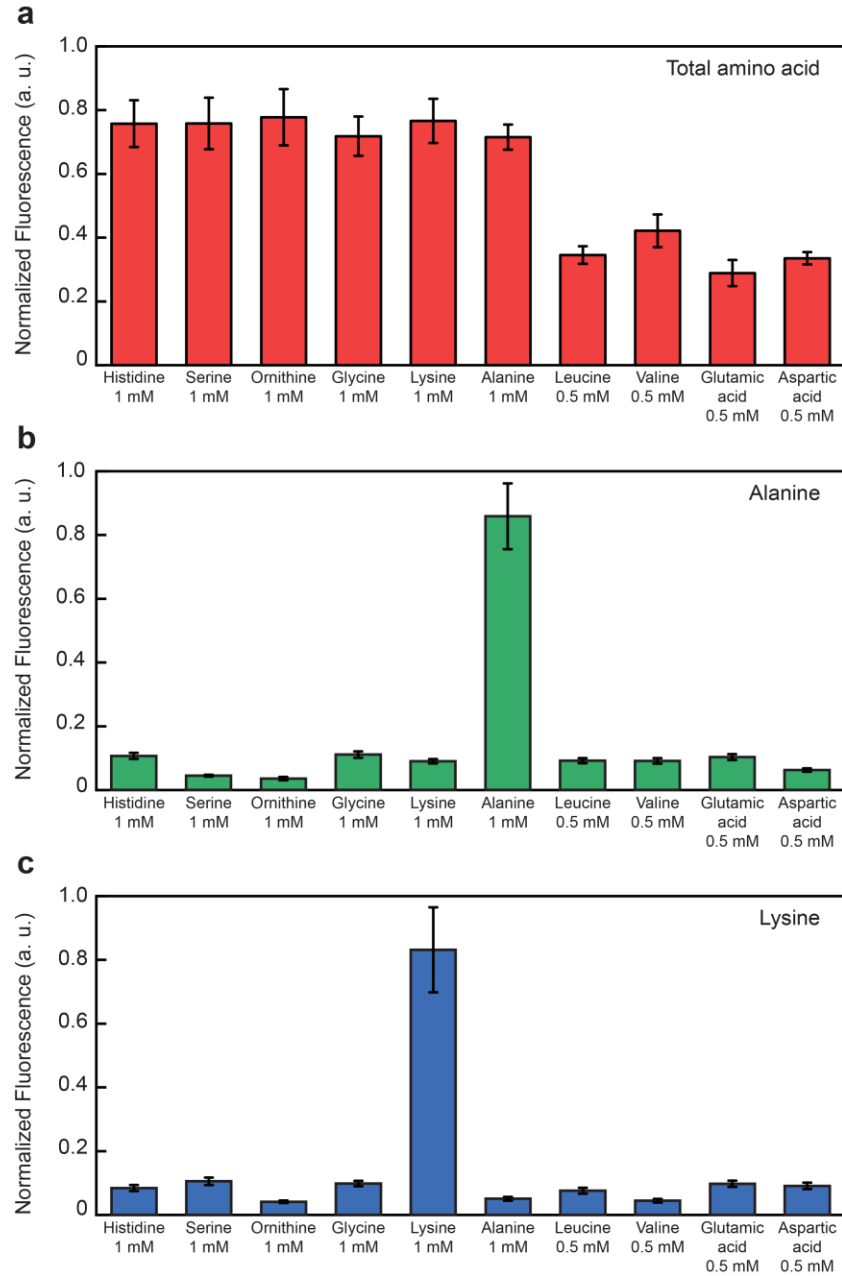 a
Normalized Fluorescence (a. u.)
1.0
0.8
0.6
0.4
0.2
0
Total amino acid
Histidine Serine Ornithine Glycine Lysine Alanine Leucine Valine Glutamic Aspartic
1 mM 1 mM 1 mM 1 mM 1 mM 1 mM 0.5 mM 0.5 mM acid acid
0.5 mM 0.5 mM
b
Normalized Fluorescence (a. u.)
1.0
0.8
0.6
0.4
0.2
0
Alanine
Histidine Serine Ornithine Glycine Lysine Alanine Leucine Valine Glutamic Aspartic
1 mM 1 mM 1 mM 1 mM 1 mM 1 mM 0.5 mM 0.5 mM acid acid
0.5 mM 0.5 mM
c
Normalized Fluorescence (a. u.)
1.0
0.8
0.6
0.4
0.2
0
Lysine
Histidine Serine Ornithine Glycine Lysine Alanine Leucine Valine Glutamic Aspartic
1 mM 1 mM 1 mM 1 mM 1 mM 1 mM 0.5 mM 0.5 mM acid acid
0.5 mM 0.5 mM